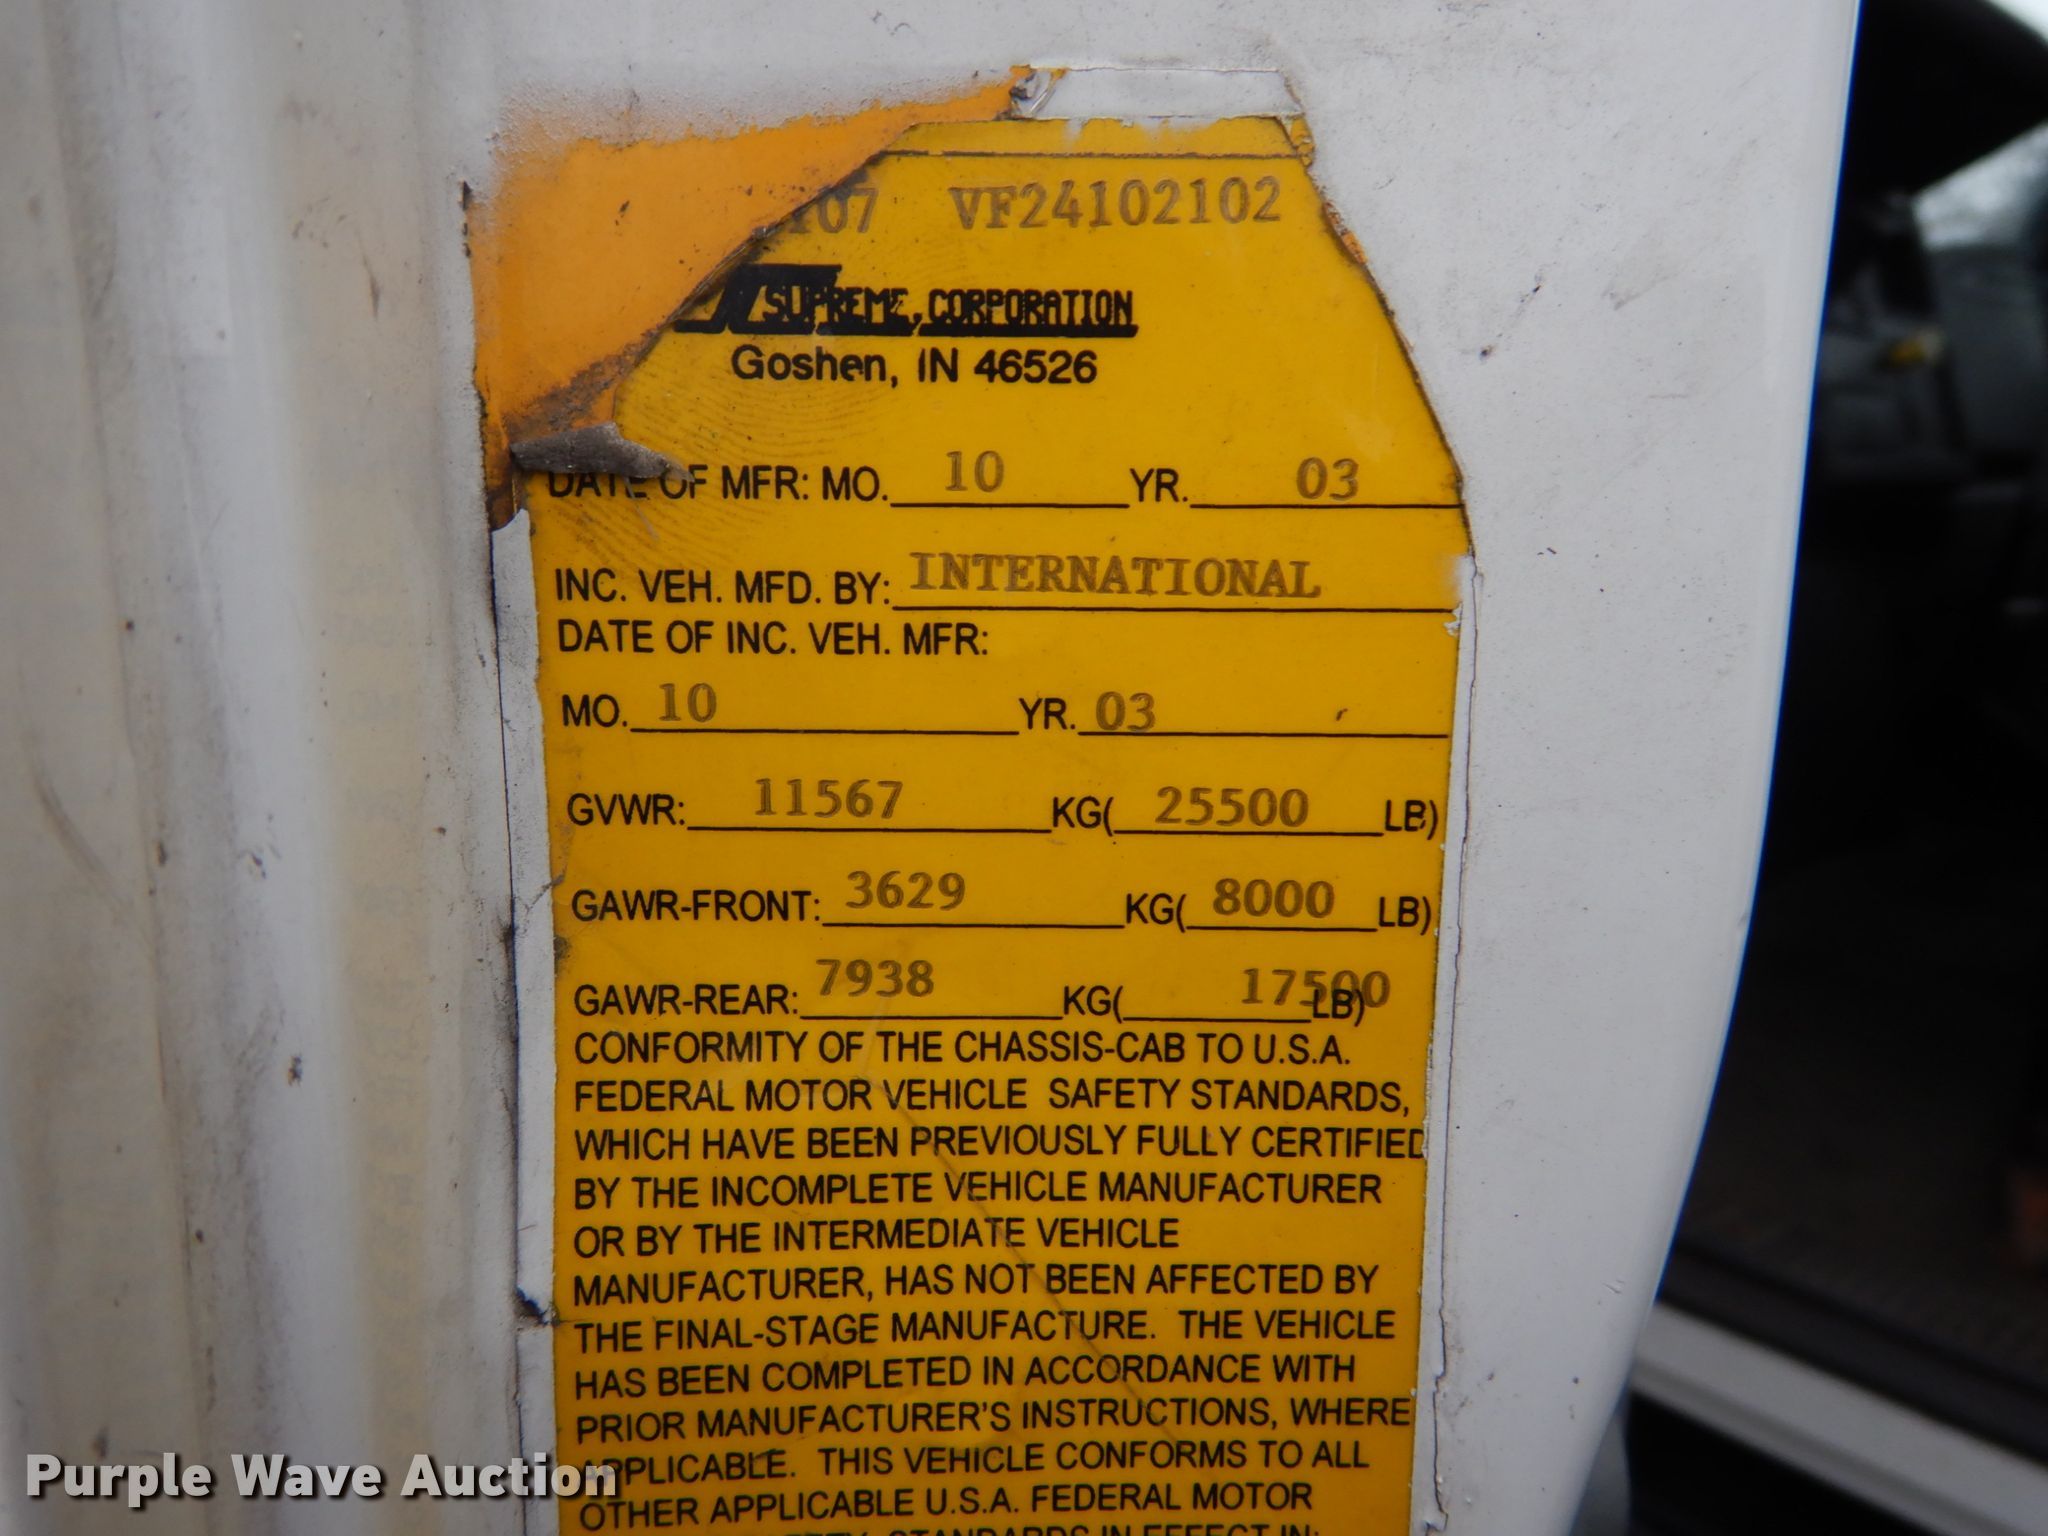 107 VF24102102
SUPREME CORPORATION
Goshen, IN 46526
DATE OF MFR: MO. 10 YR. 03
INC. VEH. MFD. BY: INTERNATIONAL
DATE OF INC. VEH. MFR:
MO. 10 YR. 03
GVWR: 11567 KG( 25500 LB)
GAWR-FRONT: 3629 KG( 8000 LB)
GAWR-REAR: 7938 KG( 17500 LB)
CONFORMITY OF THE CHASSIS-CAB TO U.S.A.
FEDERAL MOTOR VEHICLE SAFETY STANDARDS,
WHICH HAVE BEEN PREVIOUSLY FULLY CERTIFIED
BY THE INCOMPLETE VEHICLE MANUFACTURER
OR BY THE INTERMEDIATE VEHICLE
MANUFACTURER, HAS NOT BEEN AFFECTED BY
THE FINAL-STAGE MANUFACTURE. THE VEHICLE
HAS BEEN COMPLETED IN ACCORDANCE WITH
PRIOR MANUFACTURER'S INSTRUCTIONS, WHERE
APPLICABLE. THIS VEHICLE CONFORMS TO ALL
OTHER APPLICABLE U.S.A. FEDERAL MOTOR
STANDARDS IN EFFECT IN:
Purple Wave Auction